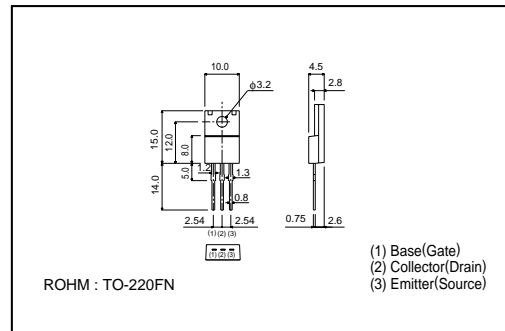 10.0
φ3.2
4.5
2.8
15.0
12.0
8.0
14.0
5.0
1.2
1.3
0.8
2.54
2.54
0.75
2.6
(1) (2) (3)
(1) (2) (3)
ROHM : TO-220FN
(1) Base(Gate)
(2) Collector(Drain)
(3) Emitter(Source)